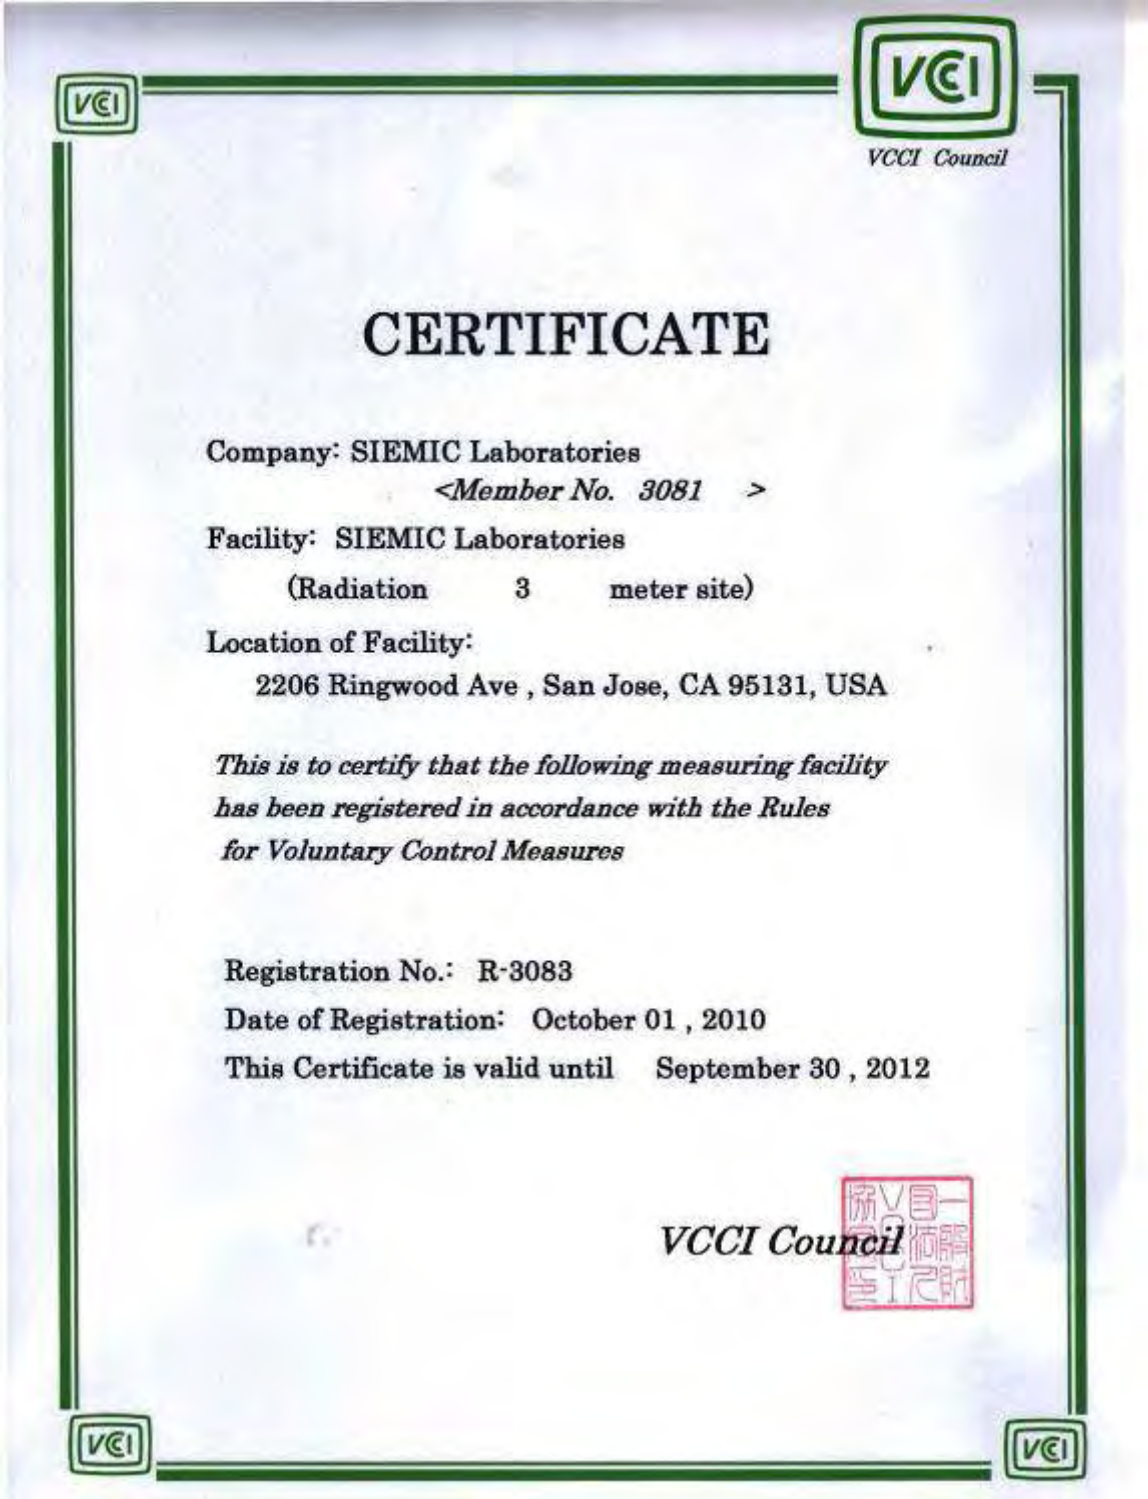 VCCI
VCCI
VCCI Council
CERTIFICATE
Company: SIEMIC Laboratories
<Member No. 3081 >
Facility: SIEMIC Laboratories
(Radiation 3 meter site)
Location of Facility:
2206 Ringwood Ave , San Jose, CA 95131, USA
This is to certify that the following measuring facility
has been registered in accordance with the Rules
for Voluntary Control Measures
Registration No.: R-3083
Date of Registration: October 01 , 2010
This Certificate is valid until September 30 , 2012
VCCI Council
VCCI
VCCI